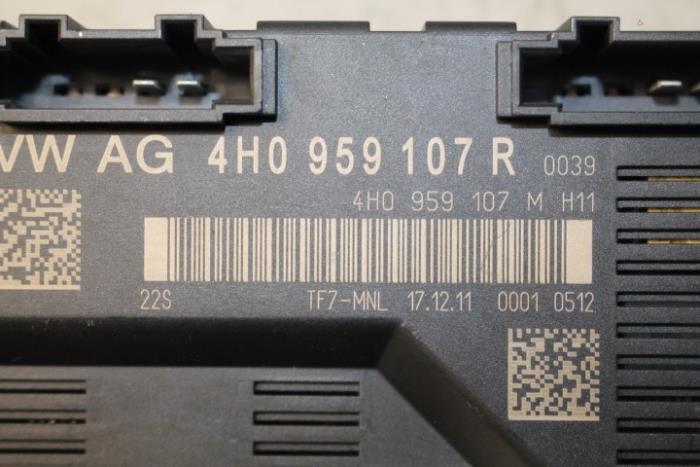 VW AG 4H0 959 107 R 0039
4H0 959 107 M H11
22S TF7-MNL 17.12.11 0001 0512